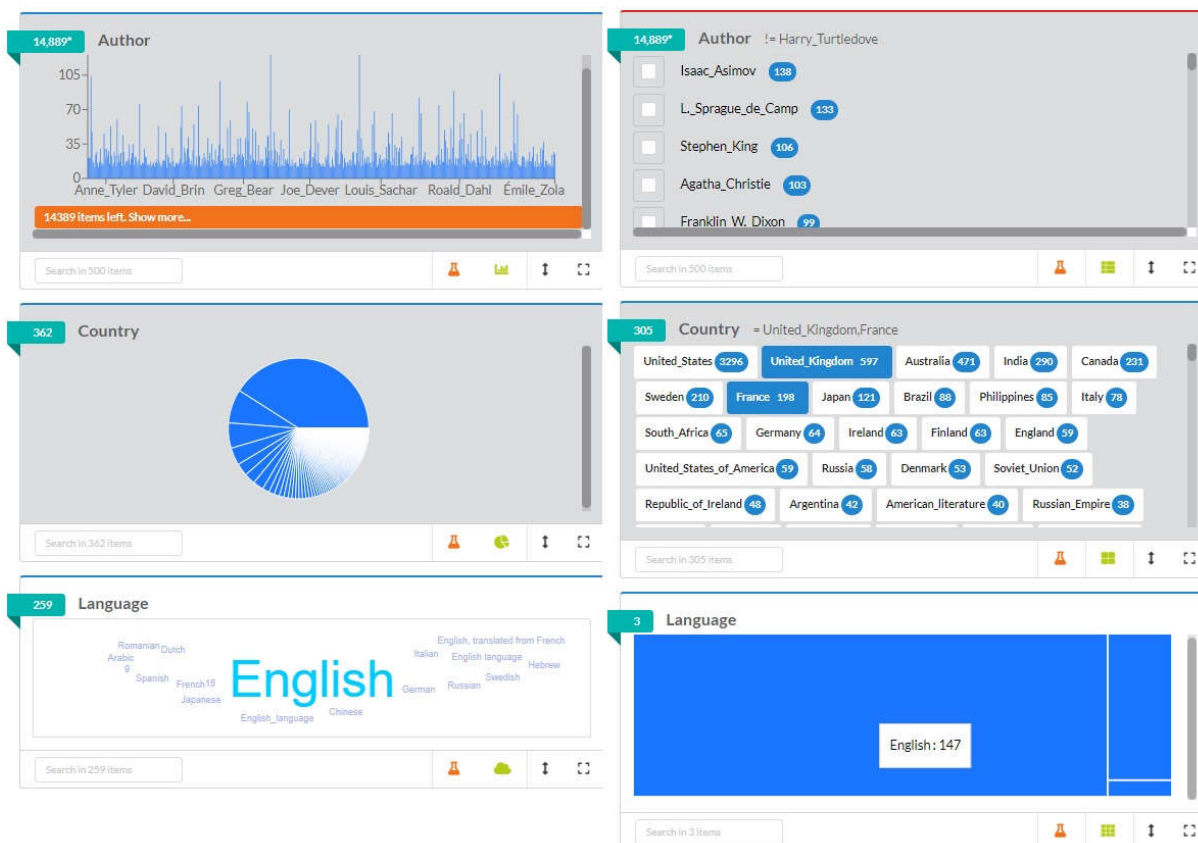 14,889* Author
105
70
35
0
Anne_Tyler David_Brin Greg_Bear Joe_Dever Louis_Sachar Roald_Dahl Émile_Zola
14389 items left. Show more...
Search in 500 items
362 Country
Search in 362 items
259 Language
Romanian Dutch
Arabic
9
Spanish French 15
Japanese
English_language
English
Chinese
English, translated from French
Italian English language
Hebrew
Swedish
German Russian
Search in 259 items
14,889* Author != Harry_Turtledove
Isaac_Asimov 138
L._Sprague_de_Camp 133
Stephen_King 106
Agatha_Christie 103
Franklin_W._Dixon 99
Search in 500 items
305 Country = United_Kingdom,France
United_States 3296 United_Kingdom 597 Australia 471 India 290 Canada 231
Sweden 210 France 198 Japan 121 Brazil 88 Philippines 85 Italy 78
South_Africa 65 Germany 64 Ireland 63 Finland 63 England 59
United_States_of_America 59 Russia 58 Denmark 53 Soviet_Union 52
Republic_of_Ireland 48 Argentina 42 American_literature 40 Russian_Empire 38
Search in 305 items
3 Language
English : 147
Search in 3 items